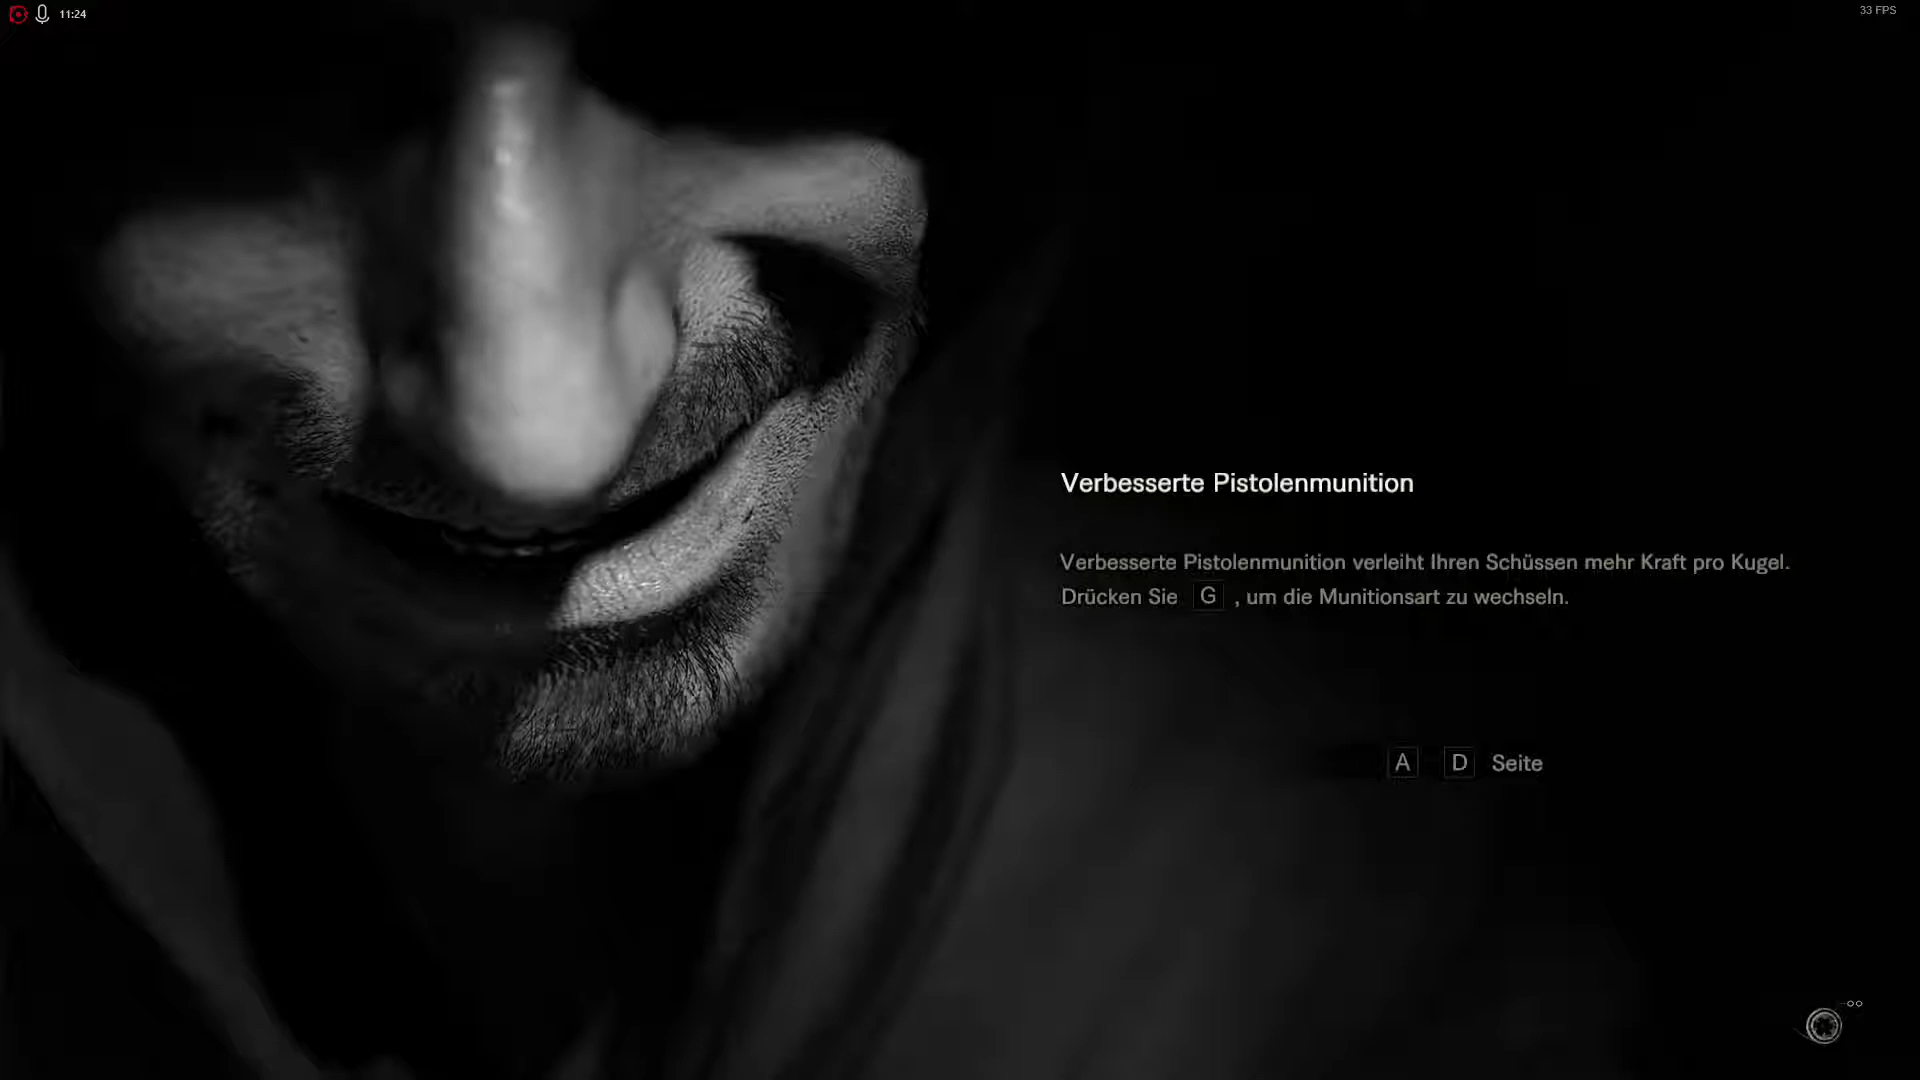 11:24
33 FPS
Verbesserte Pistolenmunition
Verbesserte Pistolenmunition verleiht Ihren Schüssen mehr Kraft pro Kugel.
Drücken Sie G , um die Munitionsart zu wechseln.
A D Seite